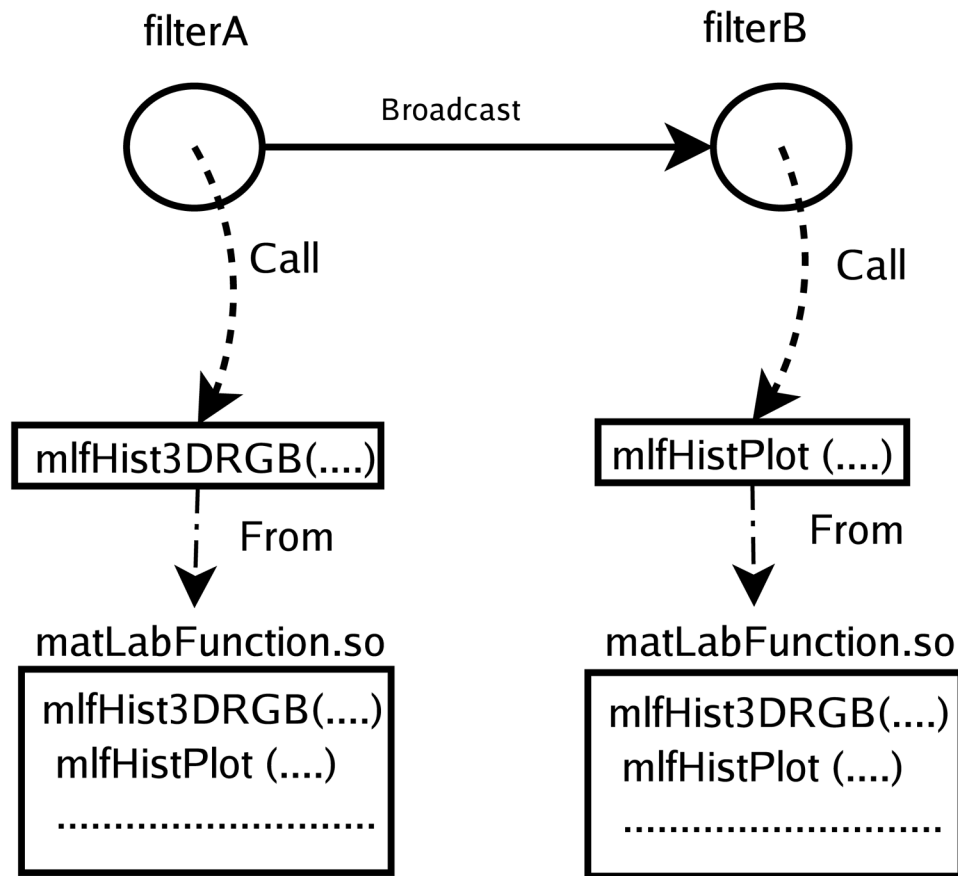 filterA
filterB
Broadcast
Call
Call
mlfHist3DRGB(....)
mlfHistPlot (....)
From
From
matLabFunction.so
matLabFunction.so
mlfHist3DRGB(....)
mlfHistPlot (....)
............................
mlfHist3DRGB(....)
mlfHistPlot (....)
............................